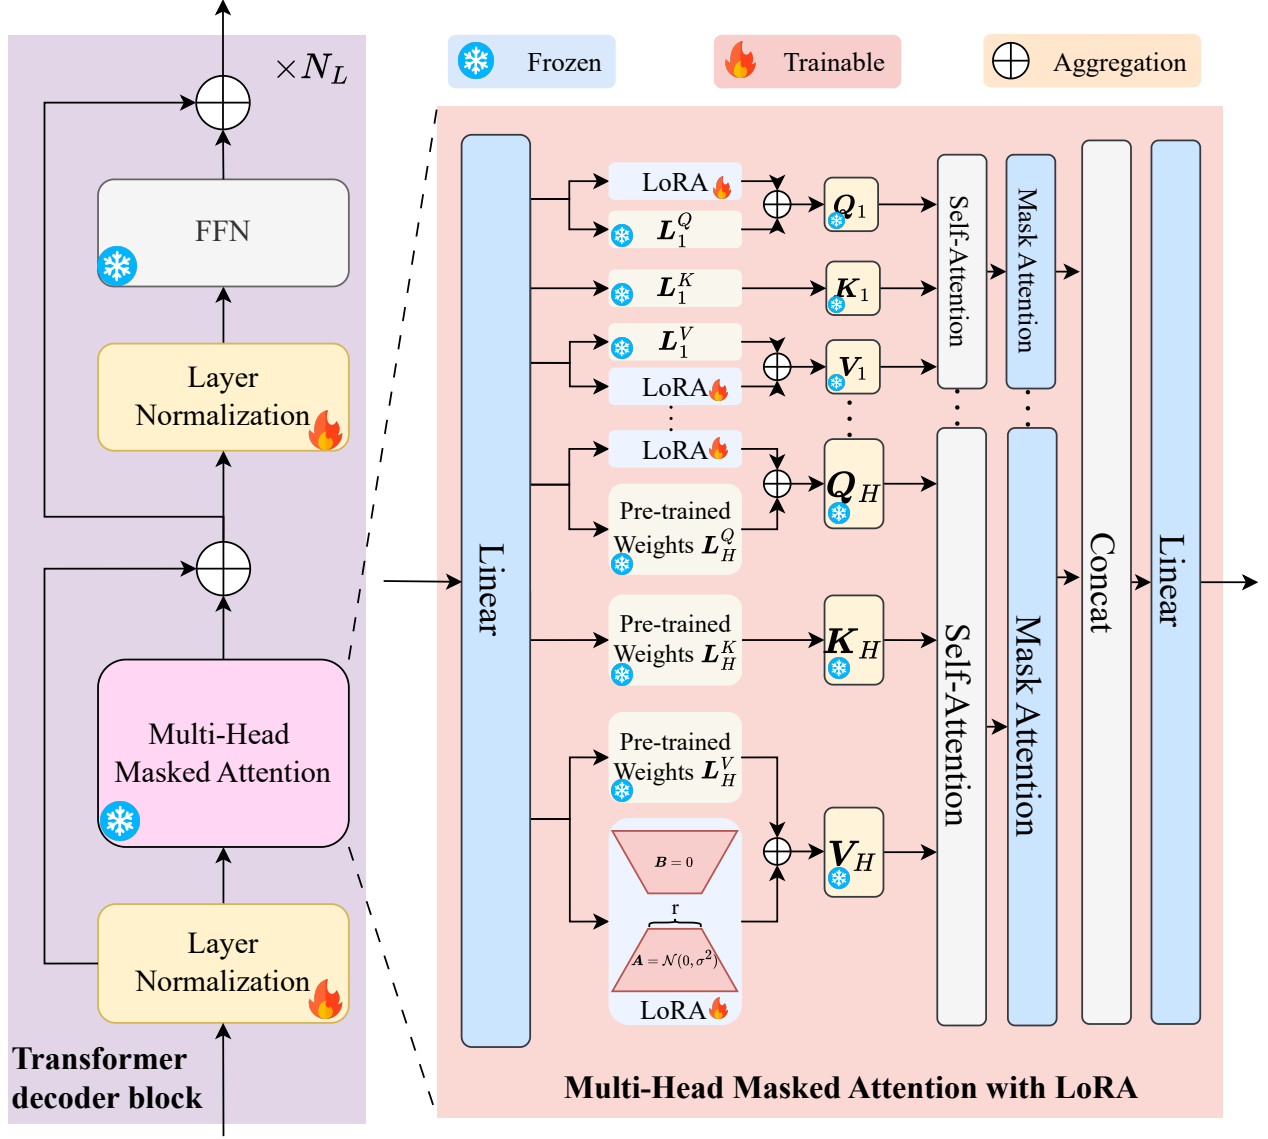 × N_L
FFN
Layer
Normalization
Multi-Head
Masked Attention
Layer
Normalization
Transformer
decoder block
Frozen
Trainable
Aggregation
Linear
LoRA
L_1^Q
L_1^K
L_1^V
LoRA
LoRA
Pre-trained
Weights L_H^Q
Pre-trained
Weights L_H^K
Pre-trained
Weights L_H^V
B = 0
r
A = 𝒩(0, σ²)
LoRA
Q_1
K_1
V_1
Q_H
K_H
V_H
Self-Attention
Mask Attention
Self-Attention
Mask Attention
Concat
Linear
Multi-Head Masked Attention with LoRA